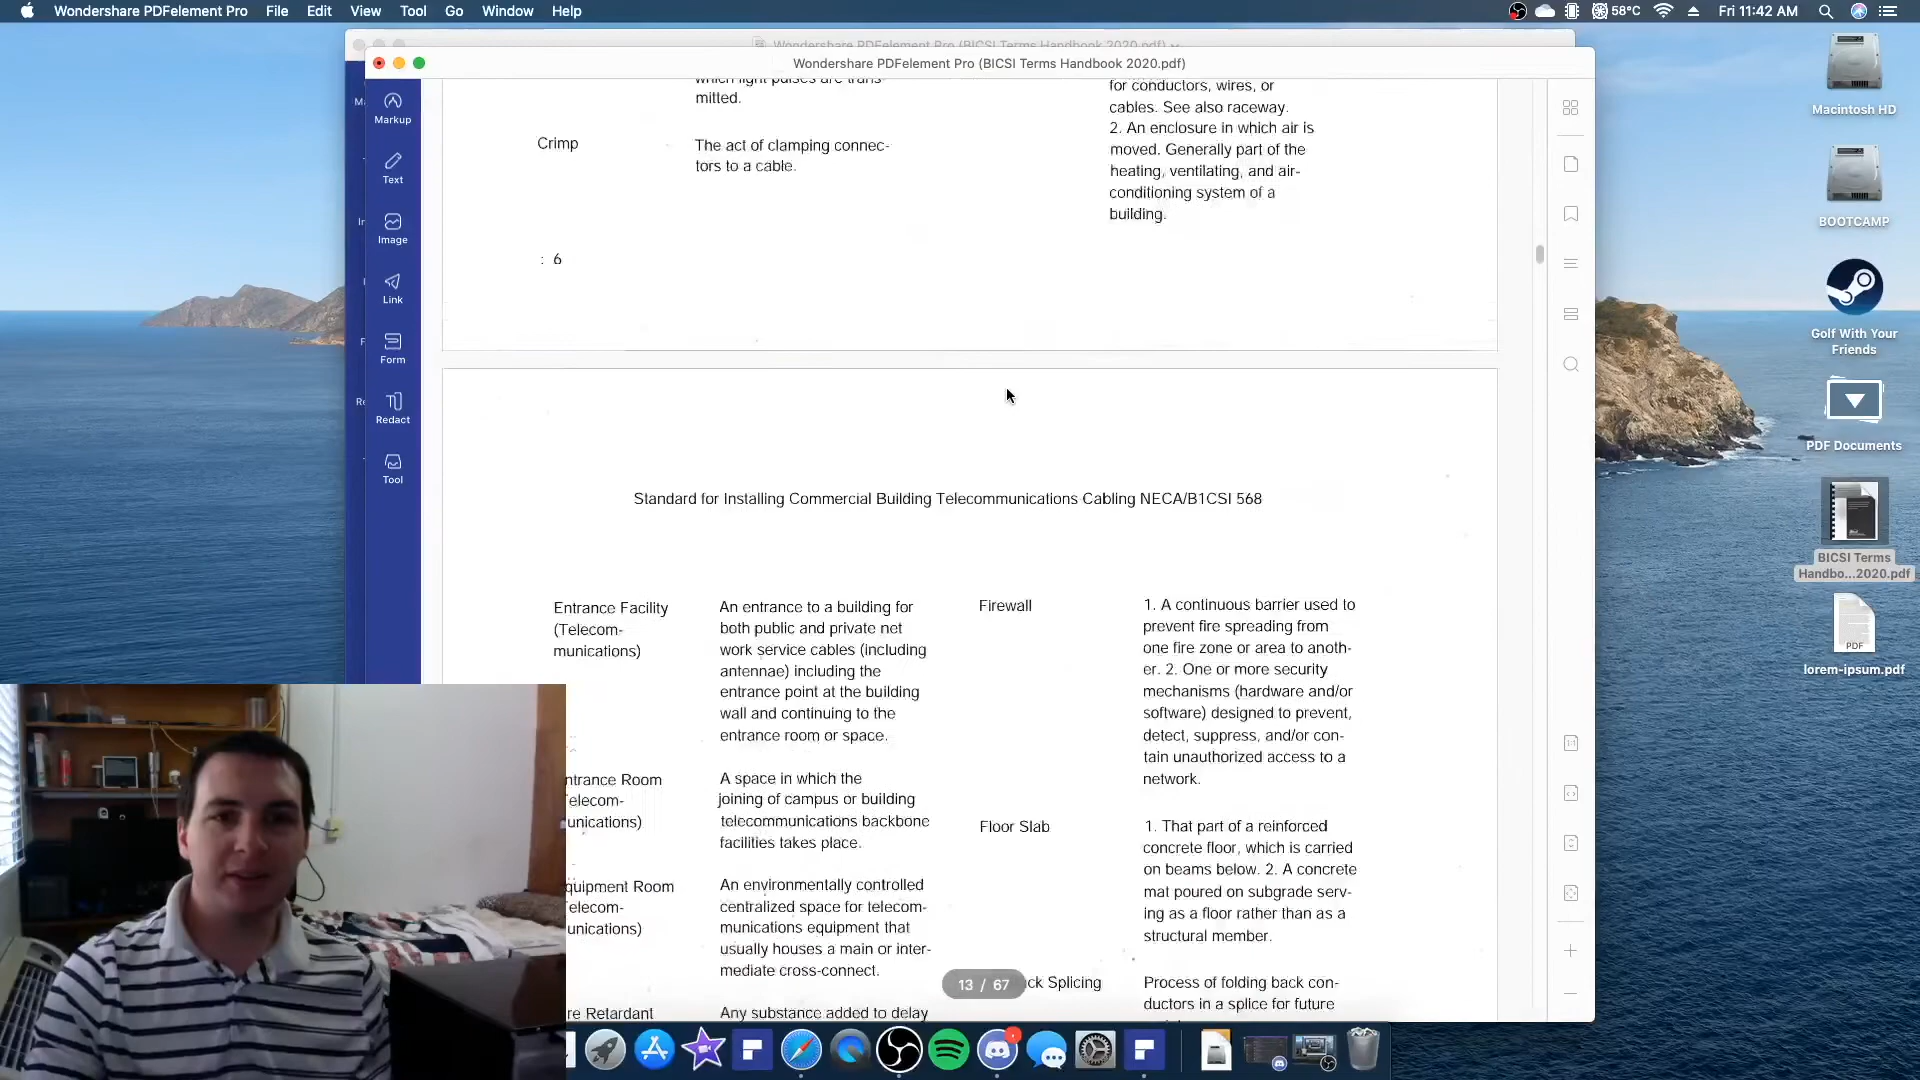 Wondershare PDFelement Pro File Edit View Tool Go Window Help
58°C Fri 11:42 AM
Wondershare PDFelement Pro (BICSI Terms Handbook 2020.pdf)
Wondershare PDFelement Pro (BICSI Terms Handbook 2020.pdf)
Markup
Text
Image
Link
Form
Redact
Tool
which light pulses are trans-
mitted.
Crimp
The act of clamping connec-
tors to a cable.
: 6
for conductors, wires, or
cables. See also raceway.
2. An enclosure in which air is
moved. Generally part of the
heating, ventilating, and air-
conditioning system of a
building.
Standard for Installing Commercial Building Telecommunications Cabling NECA/B1CSI 568
Entrance Facility
(Telecom-
munications)
An entrance to a building for
both public and private net
work service cables (including
antennae) including the
entrance point at the building
wall and continuing to the
entrance room or space.
ntrance Room
elecom-
unications)
A space in which the
joining of campus or building
telecommunications backbone
facilities takes place.
quipment Room
elecom-
unications)
An environmentally controlled
centralized space for telecom-
munications equipment that
usually houses a main or inter-
mediate cross-connect.
re Retardant
Any substance added to delay
Firewall
1. A continuous barrier used to
prevent fire spreading from
one fire zone or area to anoth-
er. 2. One or more security
mechanisms (hardware and/or
software) designed to prevent,
detect, suppress, and/or con-
tain unauthorized access to a
network.
Floor Slab
1. That part of a reinforced
concrete floor, which is carried
on beams below. 2. A concrete
mat poured on subgrade serv-
ing as a floor rather than as a
structural member.
ck Splicing
Process of folding back con-
ductors in a splice for future
13 / 67
Macintosh HD
BOOTCAMP
Golf With Your
Friends
PDF Documents
BICSI Terms
Handbo...2020.pdf
PDF
lorem-ipsum.pdf